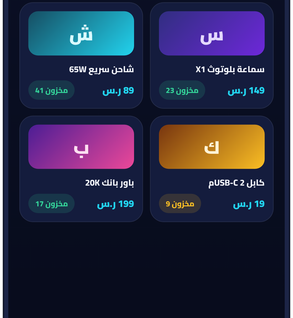 س
سماعة بلوتوث X1
149 ر.س
مخزون 23
ش
شاحن سريع 65W
89 ر.س
مخزون 41
ك
كابل USB-C 2م
19 ر.س
مخزون 9
ب
باور بانك 20K
199 ر.س
مخزون 17